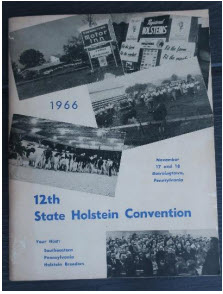 Motor
Inn
Registered
HOLSTEINS
1966
November
17 and 18
Pennsylvania
12th
State Holstein Convention
Your Host:
Southeastern
Pennsylvania
Holstein Breeders